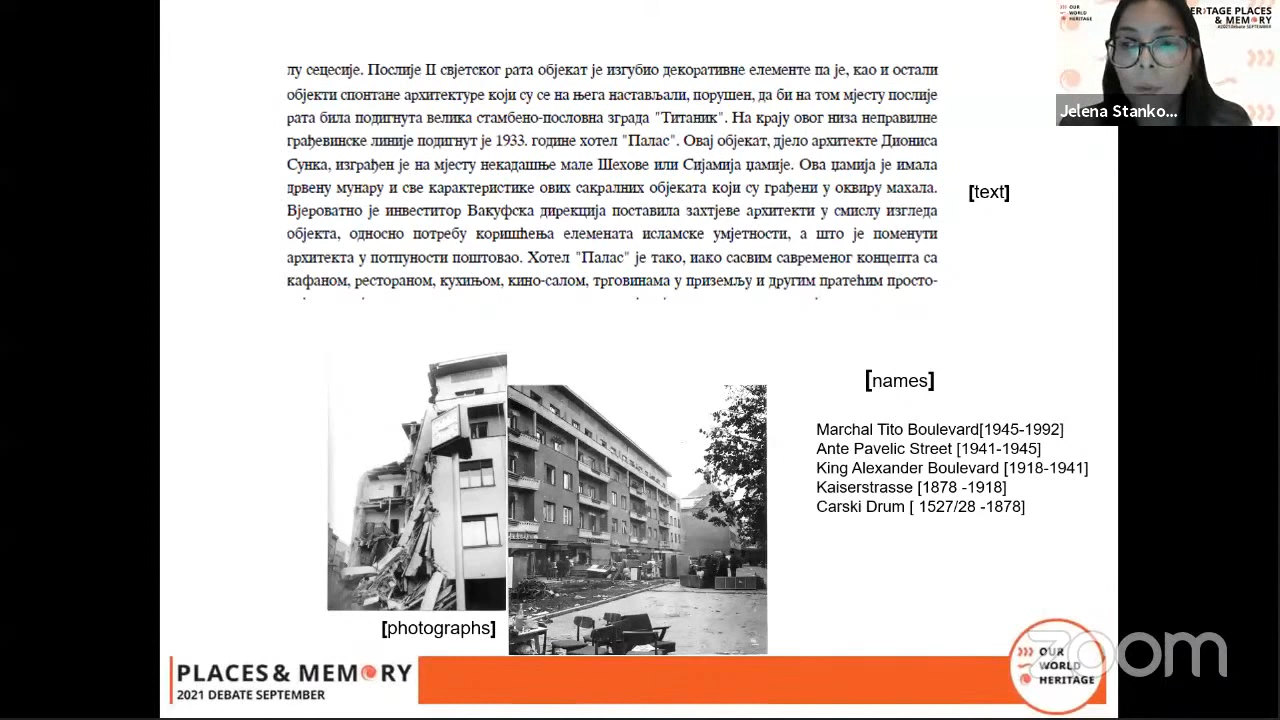 лу сецесије. Послије II свјетског рата објекат је изгубио декоративне елементе па је, као и остали
објекти спонтане архитектуре који су се на њега настављали, порушен, да би на том мјесту послије
рата била подигнута велика стамбено-пословна зграда "Титаник". На крају овог низа неправилне
грађевинске линије подигнут је 1933. године хотел "Палас". Овај објекат, дјело архитекте Диониса
Сунка, изграђен је на мјесту некадашње мале Шехове или Сијамија џамије. Ова џамија је имала
дрвену мунару и све карактеристике ових сакралних објеката који су грађени у оквиру махала.
Вјероватно је инвеститор Вакуфска дирекција поставила захтјеве архитекти у смислу изгледа
објекта, односно потребу коришћења елемената исламске умјетности, а што је поменути
архитекта у потпуности поштовао. Хотел "Палас" је тако, иако сасвим савременог концепта са
кафаном, рестораном, кухињом, кино-салом, трговинама у приземљу и другим пратећим просто-
[text]
[names]
Marchal Tito Boulevard[1945-1992]
Ante Pavelic Street [1941-1945]
King Alexander Boulevard [1918-1941]
Kaiserstrasse [1878 -1918]
Carski Drum [ 1527/28 -1878]
[photographs]
PLACES & MEMORY
2021 DEBATE SEPTEMBER
OUR
WORLD
HERITAGE
zoom
OUR
WORLD
HERITAGE
HERITAGE PLACES
& MEMORY
#2021DEBATE SEPTEMBER
Jelena Stanko...